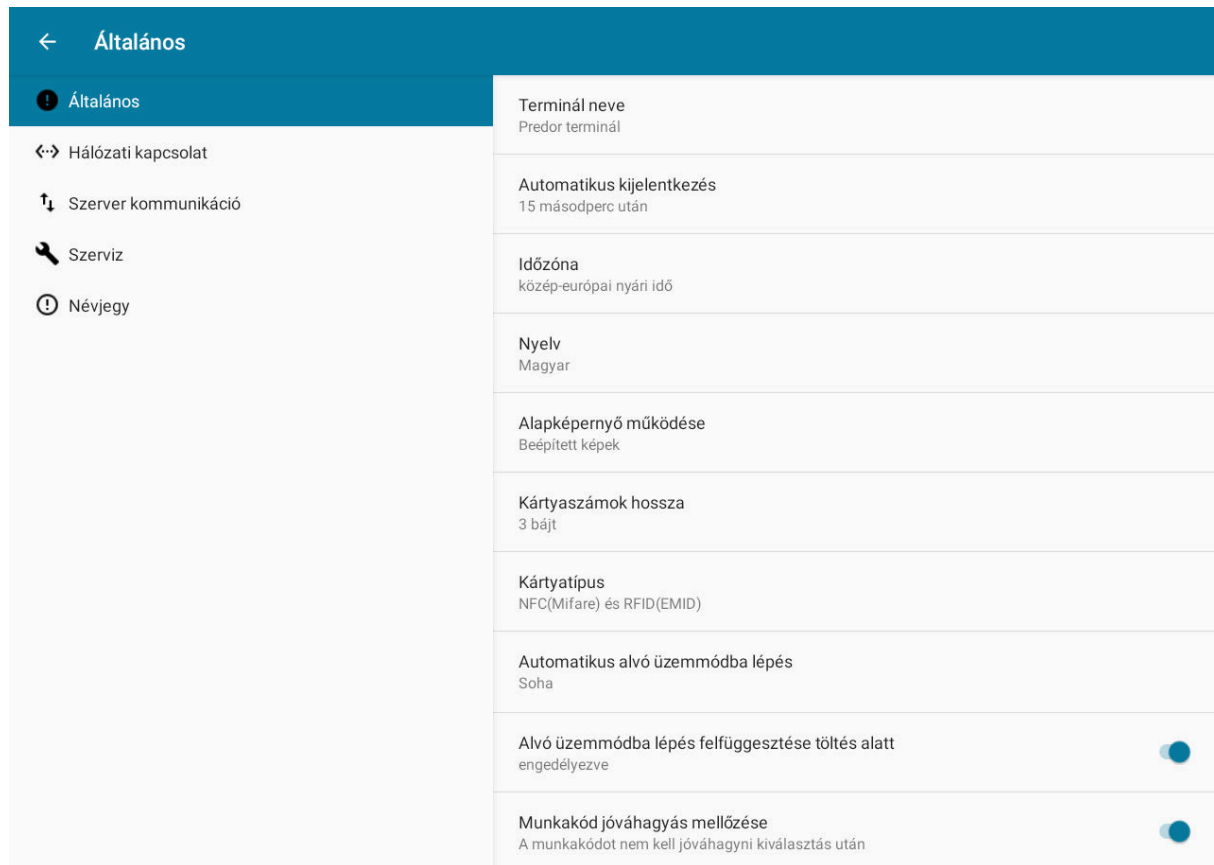 Általános
Általános
Hálózati kapcsolat
Szerver kommunikáció
Szerviz
Névjegy
Terminál neve
Predor terminál
Automatikus kijelentkezés
15 másodperc után
Időzóna
közép-európai nyári idő
Nyelv
Magyar
Alapképernyő működése
Beépített képek
Kártyaszámok hossza
3 bájt
Kártyatípus
NFC(Mifare) és RFID(EMID)
Automatikus alvó üzemmódba lépés
Soha
Alvó üzemmódba lépés felfüggesztése töltés alatt
engedélyezve
Munkakód jóváhagyás mellőzése
A munkakódot nem kell jóváhagyni kiválasztás után